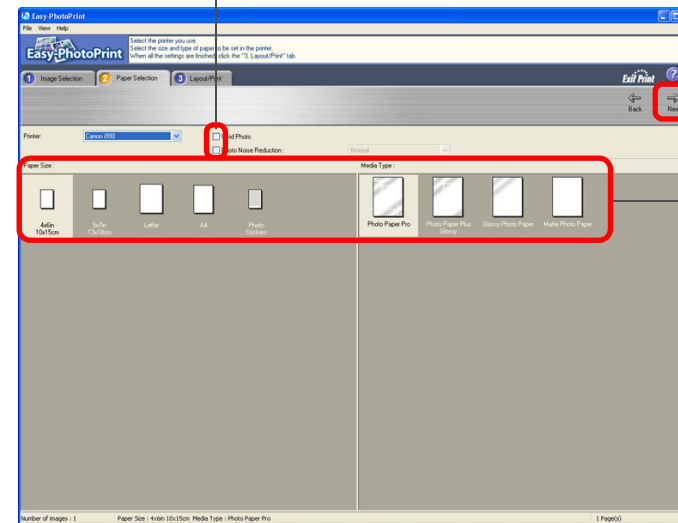 Easy-PhotoPrint
File View Help
Easy-PhotoPrint
Select the printer you use.
Select the size and type of paper to be set in the printer.
When all the settings are finished, click the "3. Layout/Print" tab.
1 Image Selection
2 Paper Selection
3 Layout/Print
Exif Print
?
Back
Next
Printer:
Canon i990
Vivid Photo
Photo Noise Reduction :
Normal
Paper Size :
Media Type :
4x6in
10x15cm
5x7in
13x18cm
Letter
A4
Photo
Stickers
Photo Paper Pro
Photo Paper Plus
Glossy
Glossy Photo Paper
Matte Photo Paper
Number of images : 1
Paper Size : 4x6in 10x15cm Media Type : Photo Paper Pro
1 Page(s)